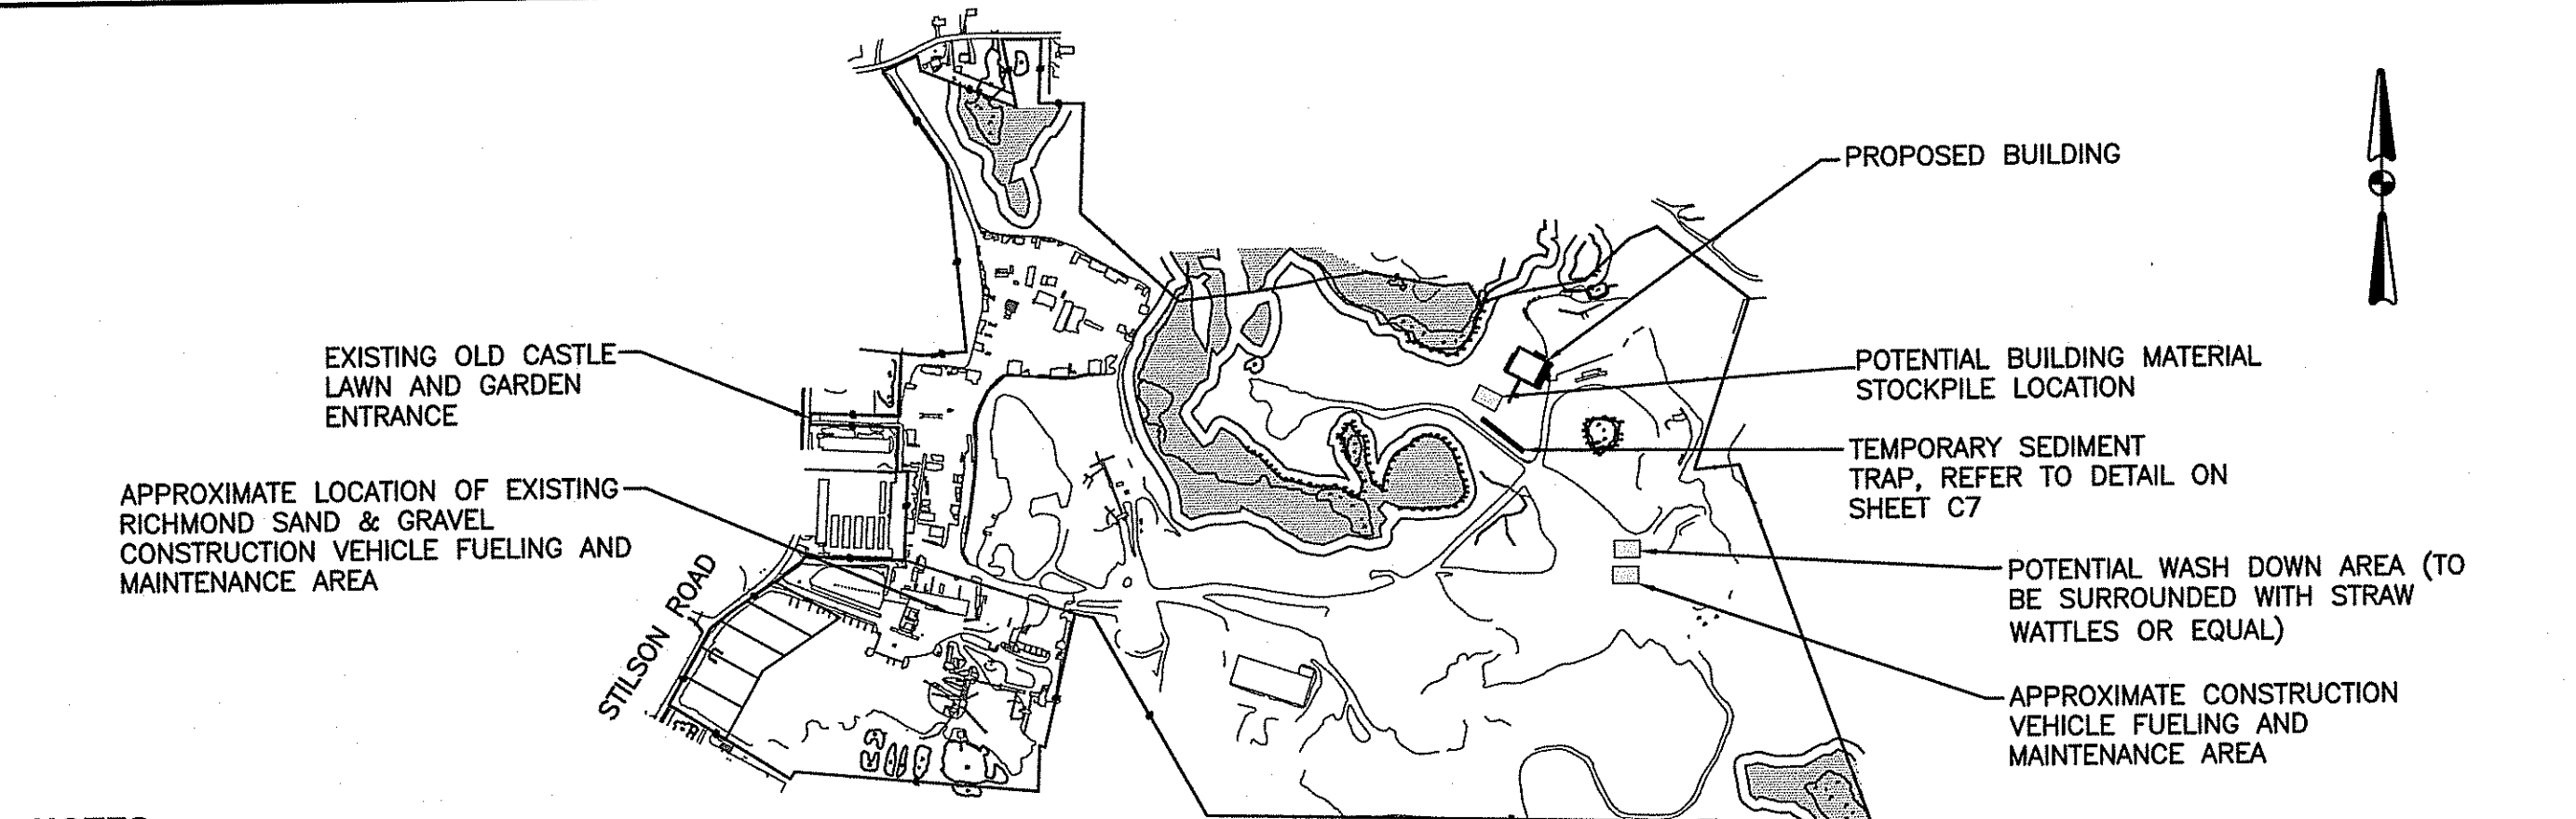 PROPOSED BUILDING
EXISTING OLD CASTLE
LAWN AND GARDEN
ENTRANCE
POTENTIAL BUILDING MATERIAL
STOCKPILE LOCATION
TEMPORARY SEDIMENT
TRAP, REFER TO DETAIL ON
SHEET C7
APPROXIMATE LOCATION OF EXISTING
RICHMOND SAND & GRAVEL
CONSTRUCTION VEHICLE FUELING AND
MAINTENANCE AREA
STILSON ROAD
POTENTIAL WASH DOWN AREA (TO
BE SURROUNDED WITH STRAW
WATTLES OR EQUAL)
APPROXIMATE CONSTRUCTION
VEHICLE FUELING AND
MAINTENANCE AREA